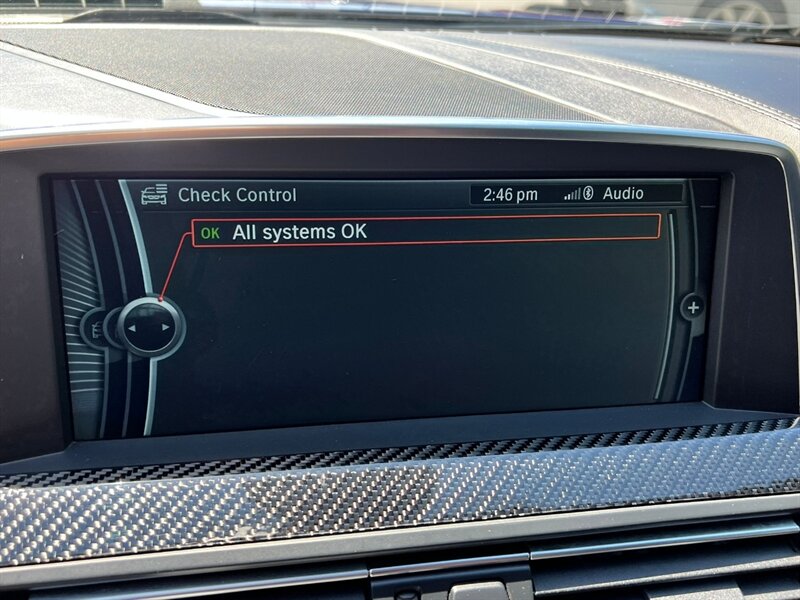 Check Control
2:46 pm Audio
OK All systems OK